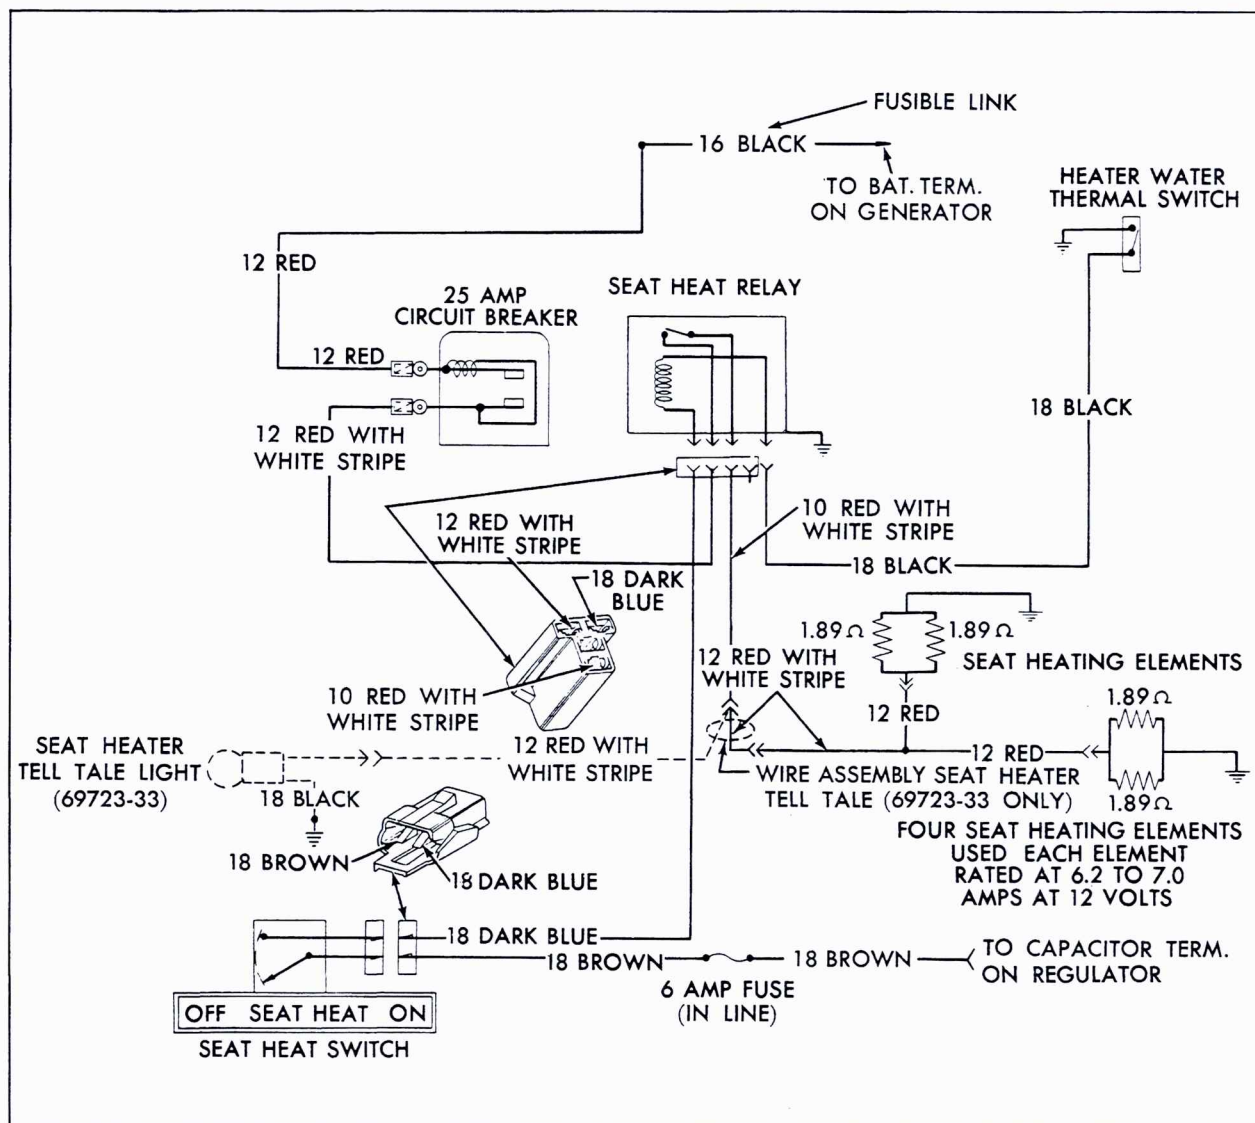 FUSIBLE LINK
16 BLACK
TO BAT. TERM.
ON GENERATOR
HEATER WATER
THERMAL SWITCH
12 RED
SEAT HEAT RELAY
25 AMP
CIRCUIT BREAKER
12 RED
18 BLACK
12 RED WITH
WHITE STRIPE
10 RED WITH
WHITE STRIPE
12 RED WITH
WHITE STRIPE
18 BLACK
18 DARK
BLUE
1.89Ω
1.89Ω
SEAT HEATING ELEMENTS
12 RED WITH
WHITE STRIPE
10 RED WITH
WHITE STRIPE
12 RED
1.89Ω
SEAT HEATER
TELL TALE LIGHT
(69723-33)
12 RED WITH
WHITE STRIPE
12 RED
18 BLACK
WIRE ASSEMBLY SEAT HEATER
TELL TALE (69723-33 ONLY)
1.89Ω
FOUR SEAT HEATING ELEMENTS
USED EACH ELEMENT
RATED AT 6.2 TO 7.0
AMPS AT 12 VOLTS
18 BROWN
18 DARK BLUE
18 DARK BLUE
18 BROWN
18 BROWN
TO CAPACITOR TERM.
ON REGULATOR
6 AMP FUSE
(IN LINE)
OFF SEAT HEAT ON
SEAT HEAT SWITCH